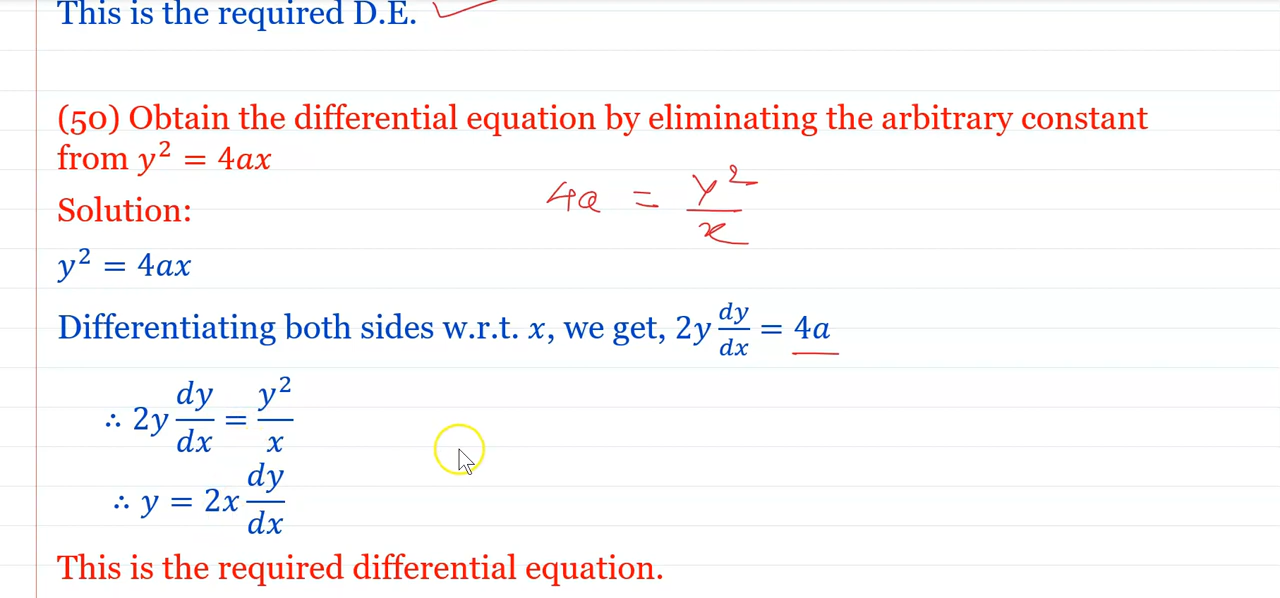 This is the required D.E.
(50) Obtain the differential equation by eliminating the arbitrary constant
from y² = 4ax
4a = y²/x
Solution:
y² = 4ax
Differentiating both sides w.r.t. x, we get, 2y dy/dx = 4a
∴ 2y dy/dx = y²/x
∴ y = 2x dy/dx
This is the required differential equation.